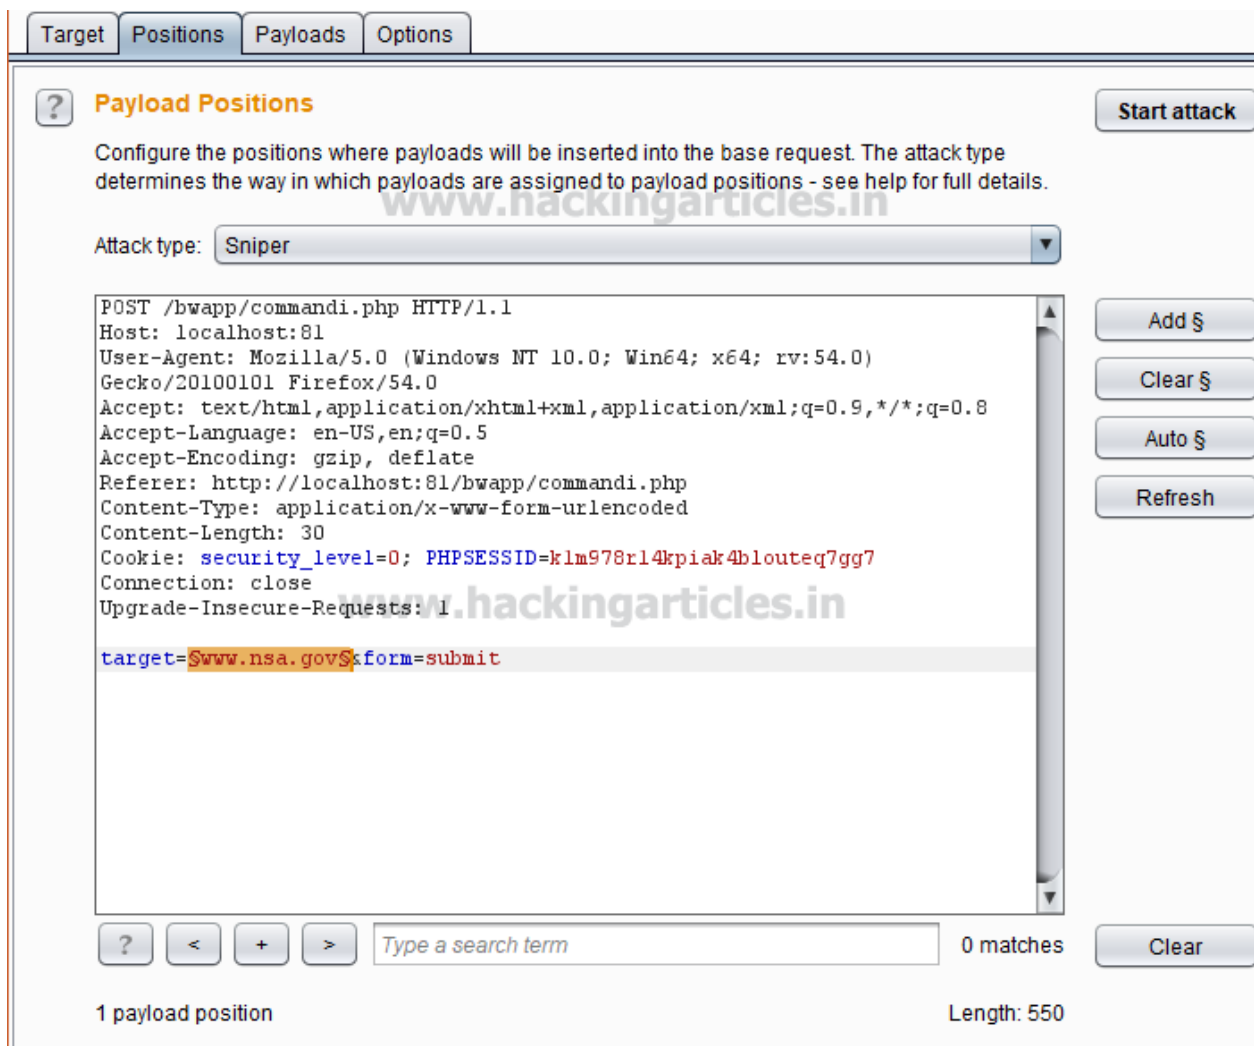 Target Positions Payloads Options
? Payload Positions
Start attack
Configure the positions where payloads will be inserted into the base request. The attack type
determines the way in which payloads are assigned to payload positions - see help for full details.
www.hackingarticles.in
Attack type: Sniper
POST /bwapp/commandi.php HTTP/1.1
Host: localhost:81
User-Agent: Mozilla/5.0 (Windows NT 10.0; Win64; x64; rv:54.0)
Gecko/20100101 Firefox/54.0
Accept: text/html,application/xhtml+xml,application/xml;q=0.9,*/*;q=0.8
Accept-Language: en-US,en;q=0.5
Accept-Encoding: gzip, deflate
Referer: http://localhost:81/bwapp/commandi.php
Content-Type: application/x-www-form-urlencoded
Content-Length: 30
Cookie: security_level=0; PHPSESSID=klm978rl4kpiak4blouteq7gg7
Connection: close
Upgrade-Insecure-Requests: 1
www.hackingarticles.in
target=§www.nsa.gov§&form=submit
Add §
Clear §
Auto §
Refresh
? < + > Type a search term 0 matches Clear
1 payload position Length: 550